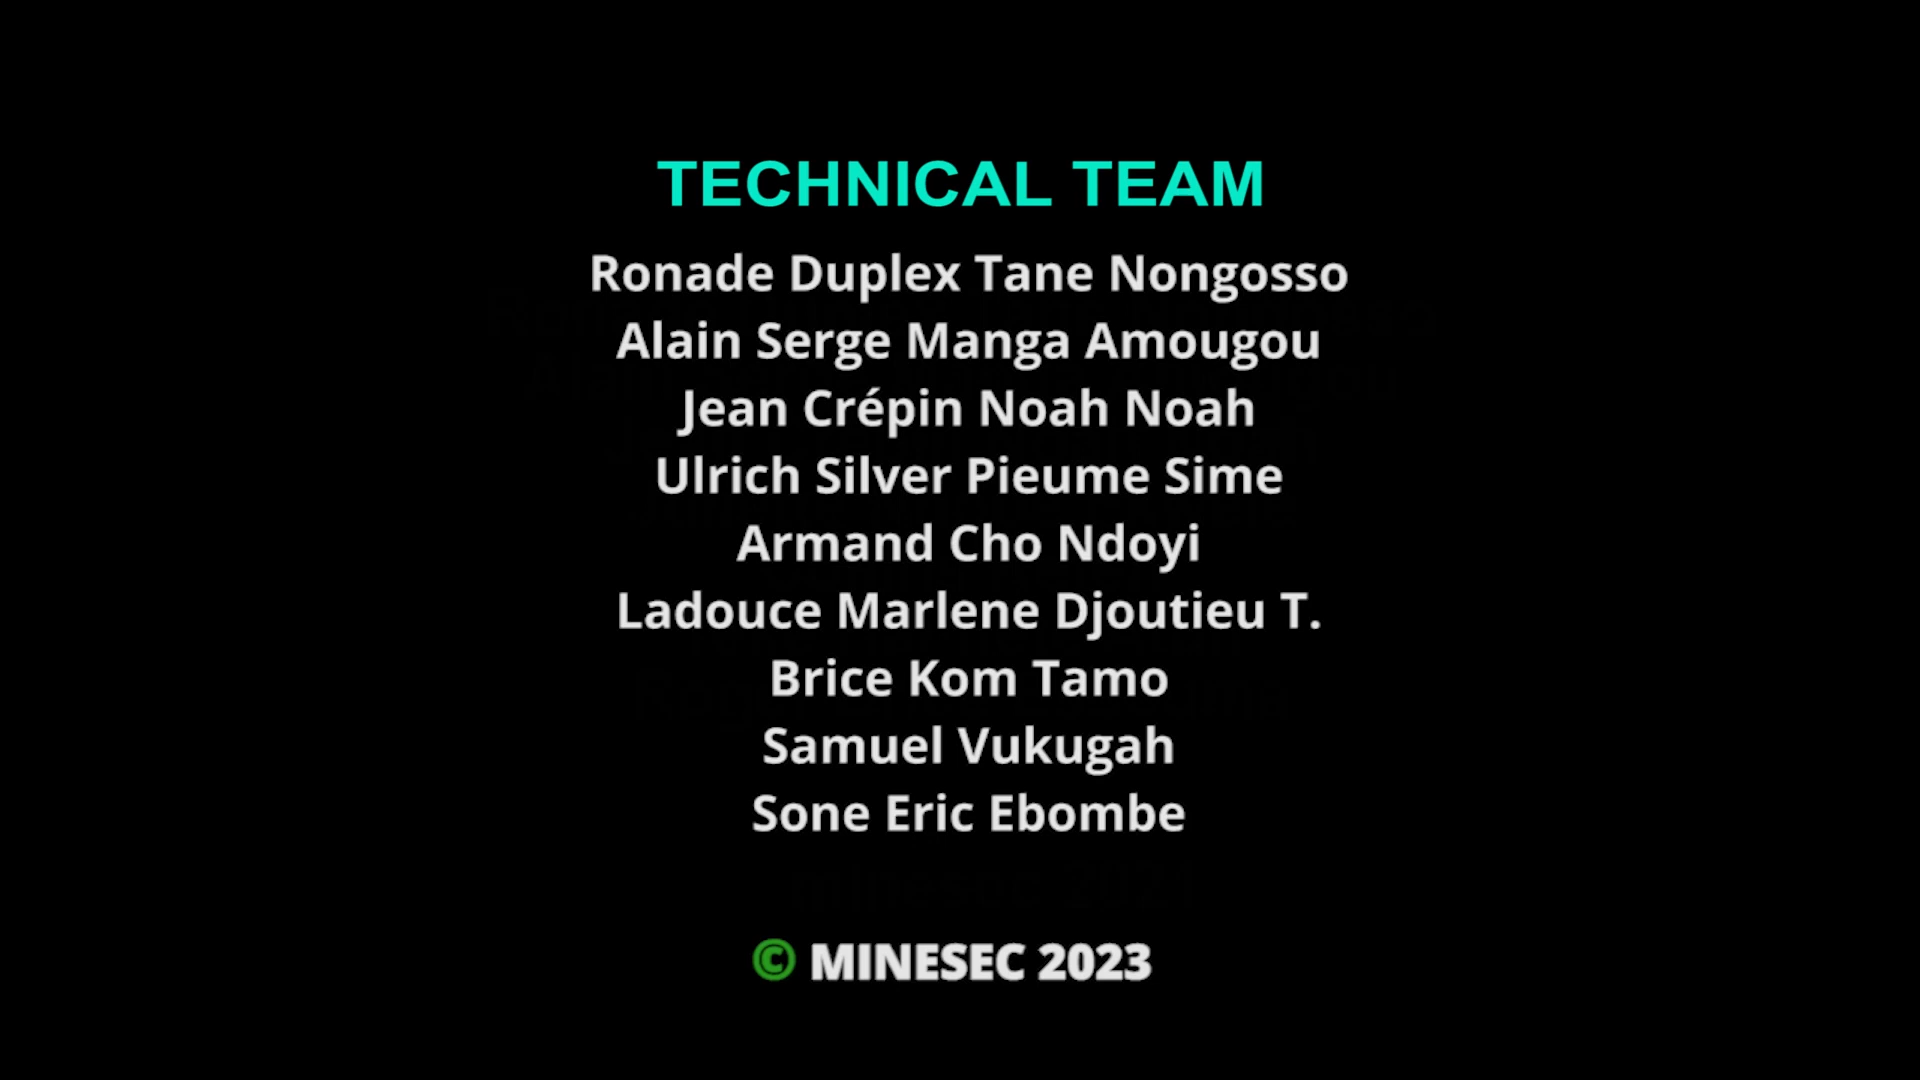 TECHNICAL TEAM
Ronade Duplex Tane Nongosso
Alain Serge Manga Amougou
Jean Crépin Noah Noah
Ulrich Silver Pieume Sime
Armand Cho Ndoyi
Ladouce Marlene Djoutieu T.
Brice Kom Tamo
Samuel Vukugah
Sone Eric Ebombe
© MINESEC 2023